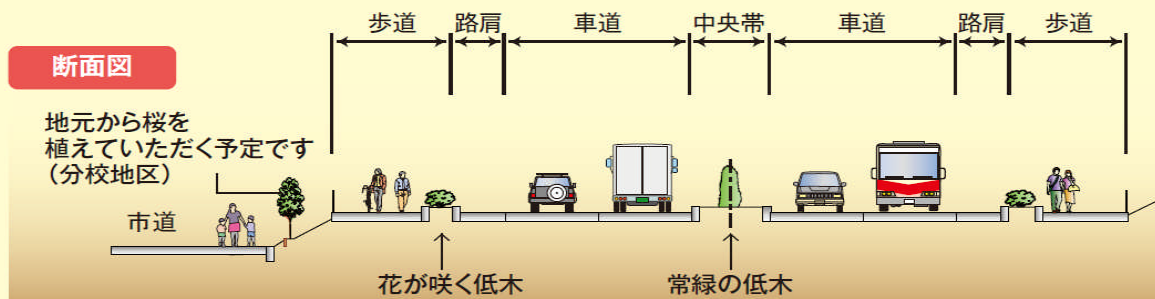 歩道 路肩 車道 中央帯 車道 路肩 歩道
断面図
地元から桜を
植えていただく予定です
（分校地区）
市道
花が咲く低木 常緑の低木